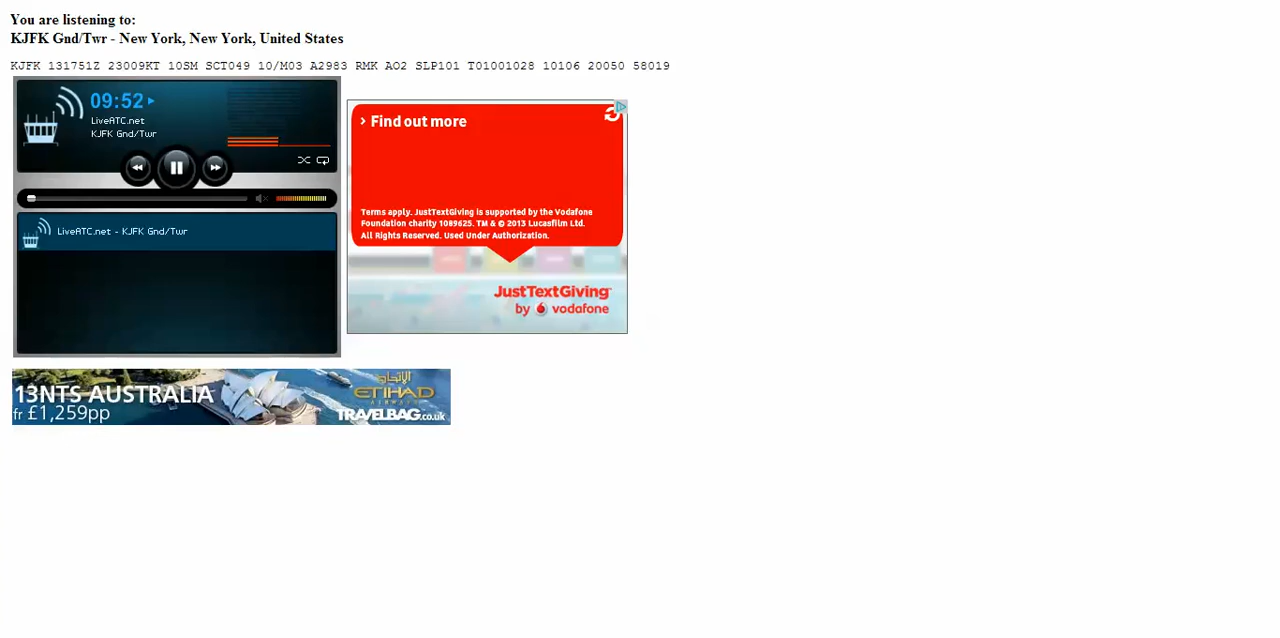 You are listening to:
KJFK Gnd/Twr - New York, New York, United States
KJFK 131751Z 23009KT 10SM SCT049 10/M03 A2983 RMK AO2 SLP101 T01001028 10106 20050 58019
09:52
LiveATC.net
KJFK Gnd/Twr
LiveATC.net - KJFK Gnd/Twr
› Find out more
Terms apply. JustTextGiving is supported by the Vodafone
Foundation charity 1089625. TM & © 2013 Lucasfilm Ltd.
All Rights Reserved. Used Under Authorization.
JustTextGiving™
by vodafone
13NTS AUSTRALIA
fr £1,259pp
الإتحاد
ETIHAD
AIRWAYS
TRAVELBAG.co.uk